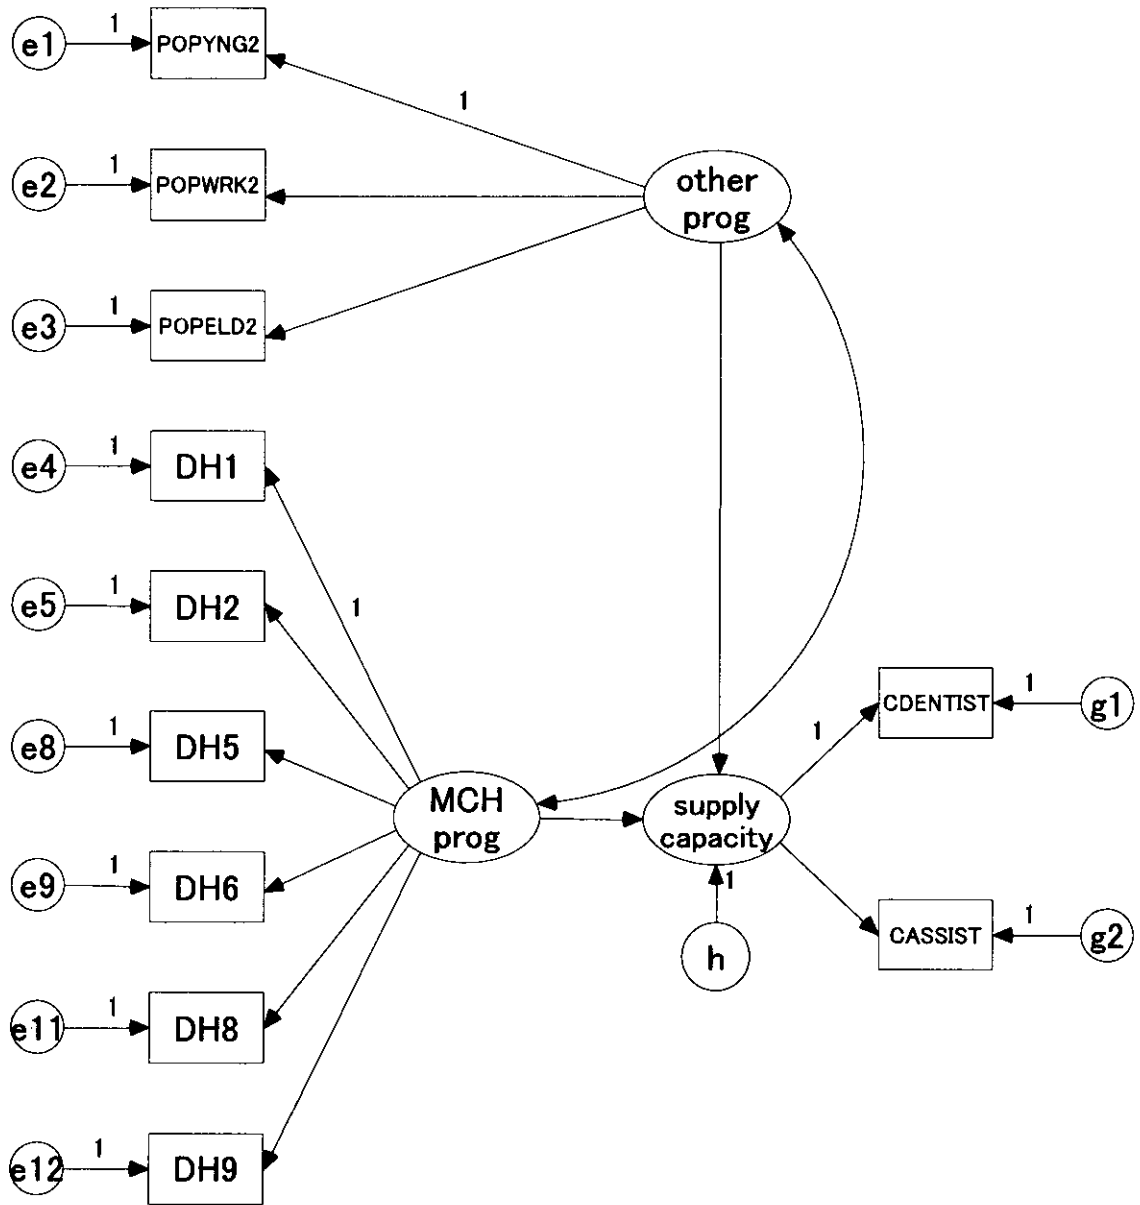 e1
1
POPYNG2
1
e2
1
POPWRK2
other
prog
e3
1
POPELD2
e4
1
DH1
e5
1
DH2
1
e8
1
DH5
CDENTIST
1
g1
1
MCH
prog
supply
capacity
e9
1
DH6
1
h
CASSIST
1
g2
e11
1
DH8
e12
1
DH9